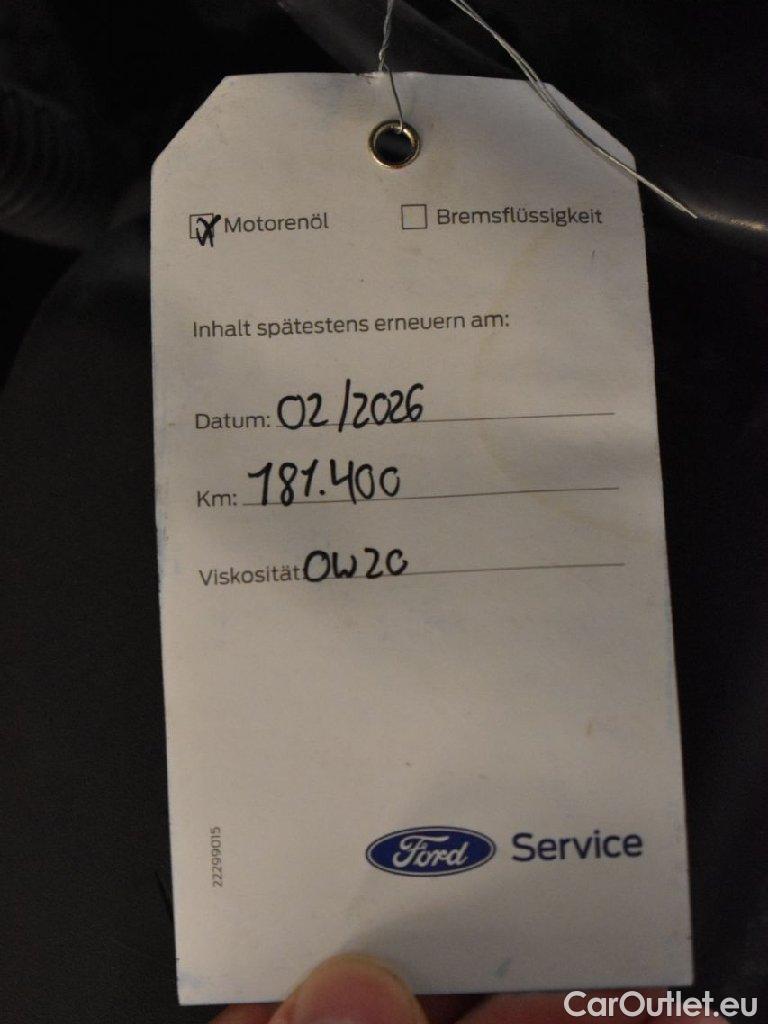 Motorenöl Bremsflüssigkeit
Inhalt spätestens erneuern am:
Datum: 02/2026
Km: 181.400
Viskosität: 0W20
22299015
Ford Service
CarOutlet.eu